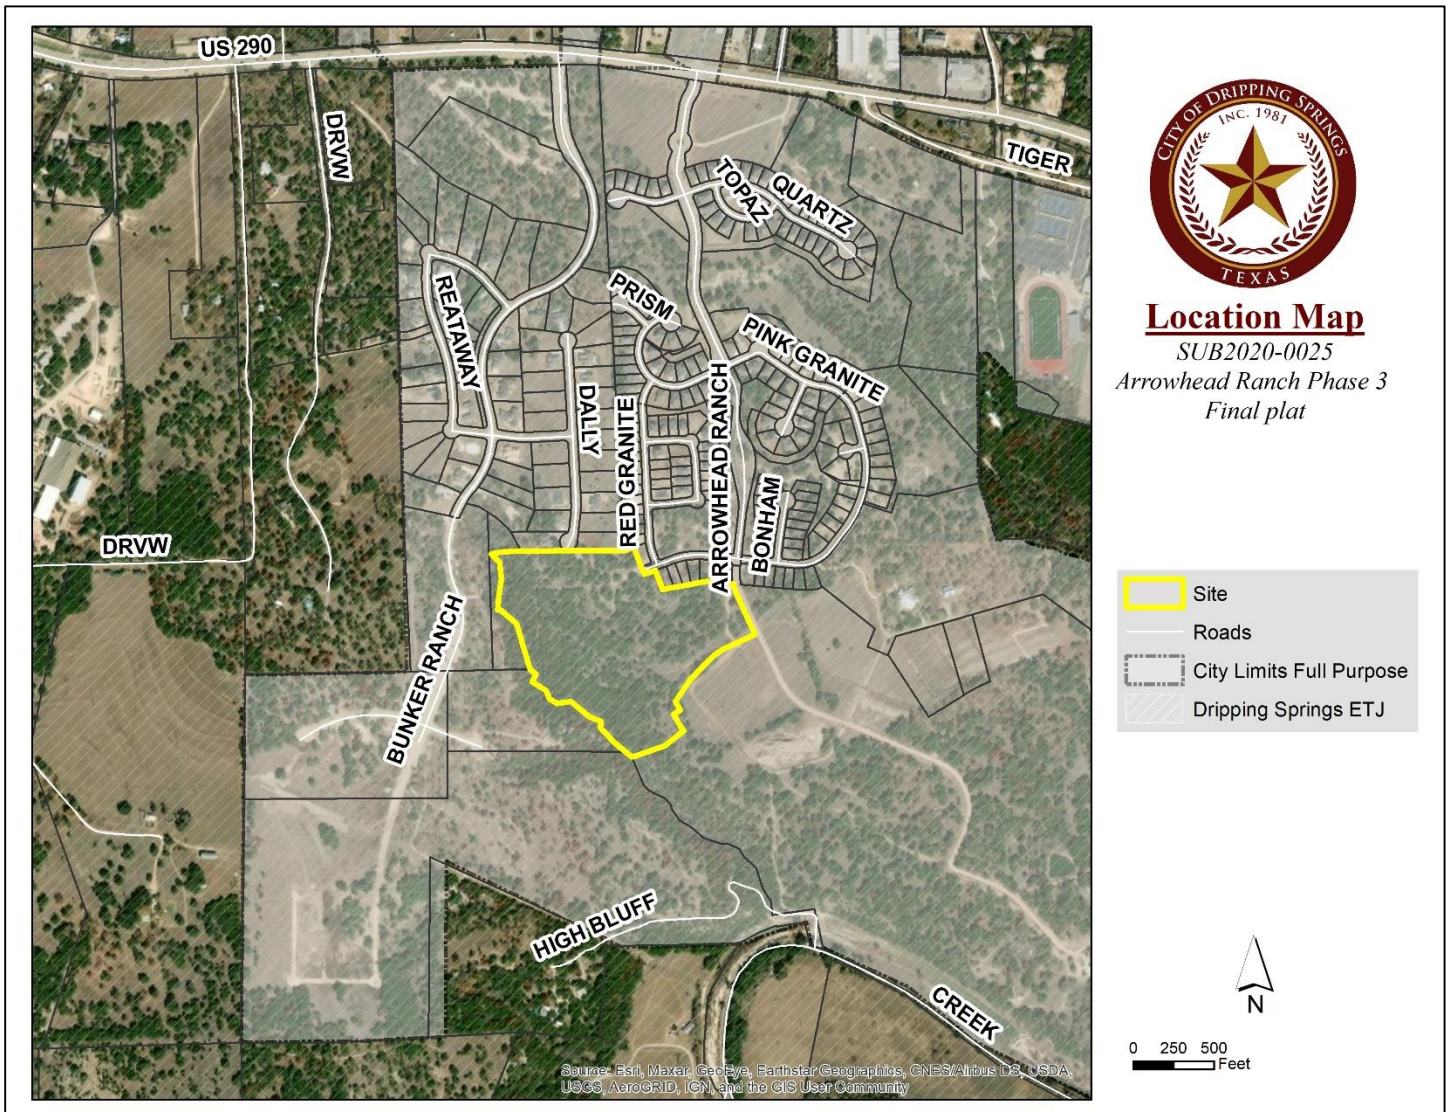 US 290
DRVW
TIGER
TOPAZ
QUARTZ
REATAWAY
PRISM
PINK GRANITE
DALLY
RED GRANITE
ARROWHEAD RANCH
BONHAM
DRVW
BUNKER RANCH
HIGH BLUFF
CREEK
Source: Esri, Maxar, GeoEye, Earthstar Geographics, CNES/Airbus DS, USDA,
USGS, AeroGRID, IGN, and the GIS User Community
CITY OF DRIPPING SPRINGS
INC. 1981
TEXAS
Location Map
SUB2020-0025
Arrowhead Ranch Phase 3
Final plat
Site
Roads
City Limits Full Purpose
Dripping Springs ETJ
N
0 250 500
Feet